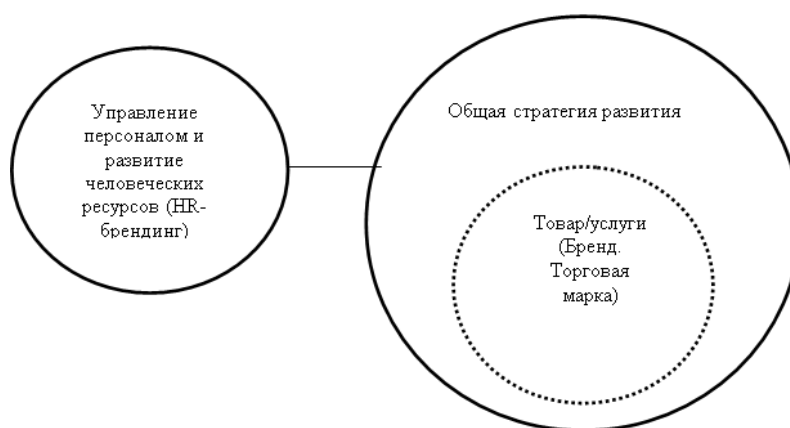 Управление
персоналом и
развитие
человеческих
ресурсов (HR-
брендинг)
Общая стратегия развития
Товар/услуги
(Бренд.
Торговая
марка)